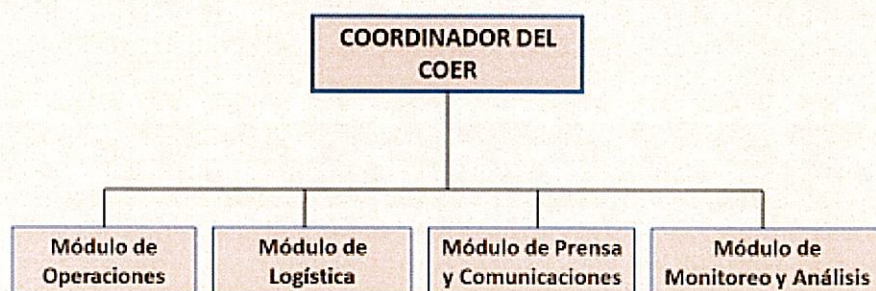 COORDINADOR DEL
COER
Módulo de
Operaciones
Módulo de
Logística
Módulo de Prensa
y Comunicaciones
Módulo de
Monitoreo y Análisis